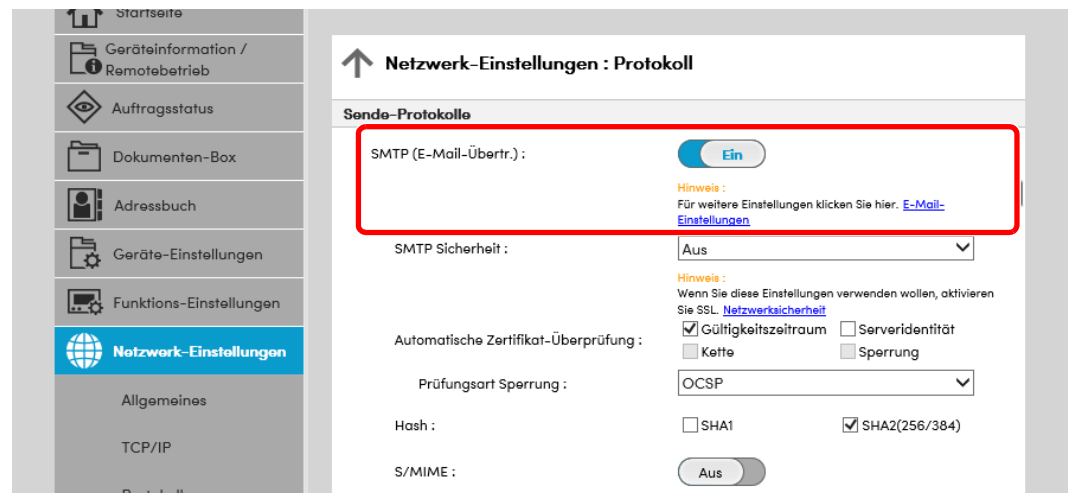 Startseite
Geräteinformation /
Remotebetrieb
Auftragsstatus
Dokumenten-Box
Adressbuch
Geräte-Einstellungen
Funktions-Einstellungen
Netzwerk-Einstellungen
Allgemeines
TCP/IP
Netzwerk-Einstellungen : Protokoll
Sende-Protokolle
SMTP (E-Mail-Übertr.) : Ein
Hinweis :
Für weitere Einstellungen klicken Sie hier. E-Mail-
Einstellungen
SMTP Sicherheit : Aus
Hinweis :
Wenn Sie diese Einstellungen verwenden wollen, aktivieren
Sie SSL. Netzwerksicherheit
Automatische Zertifikat-Überprüfung : Gültigkeitszeitraum Serveridentität
Kette Sperrung
Prüfungsart Sperrung : OCSP
Hash : SHA1 SHA2(256/384)
S/MIME : Aus